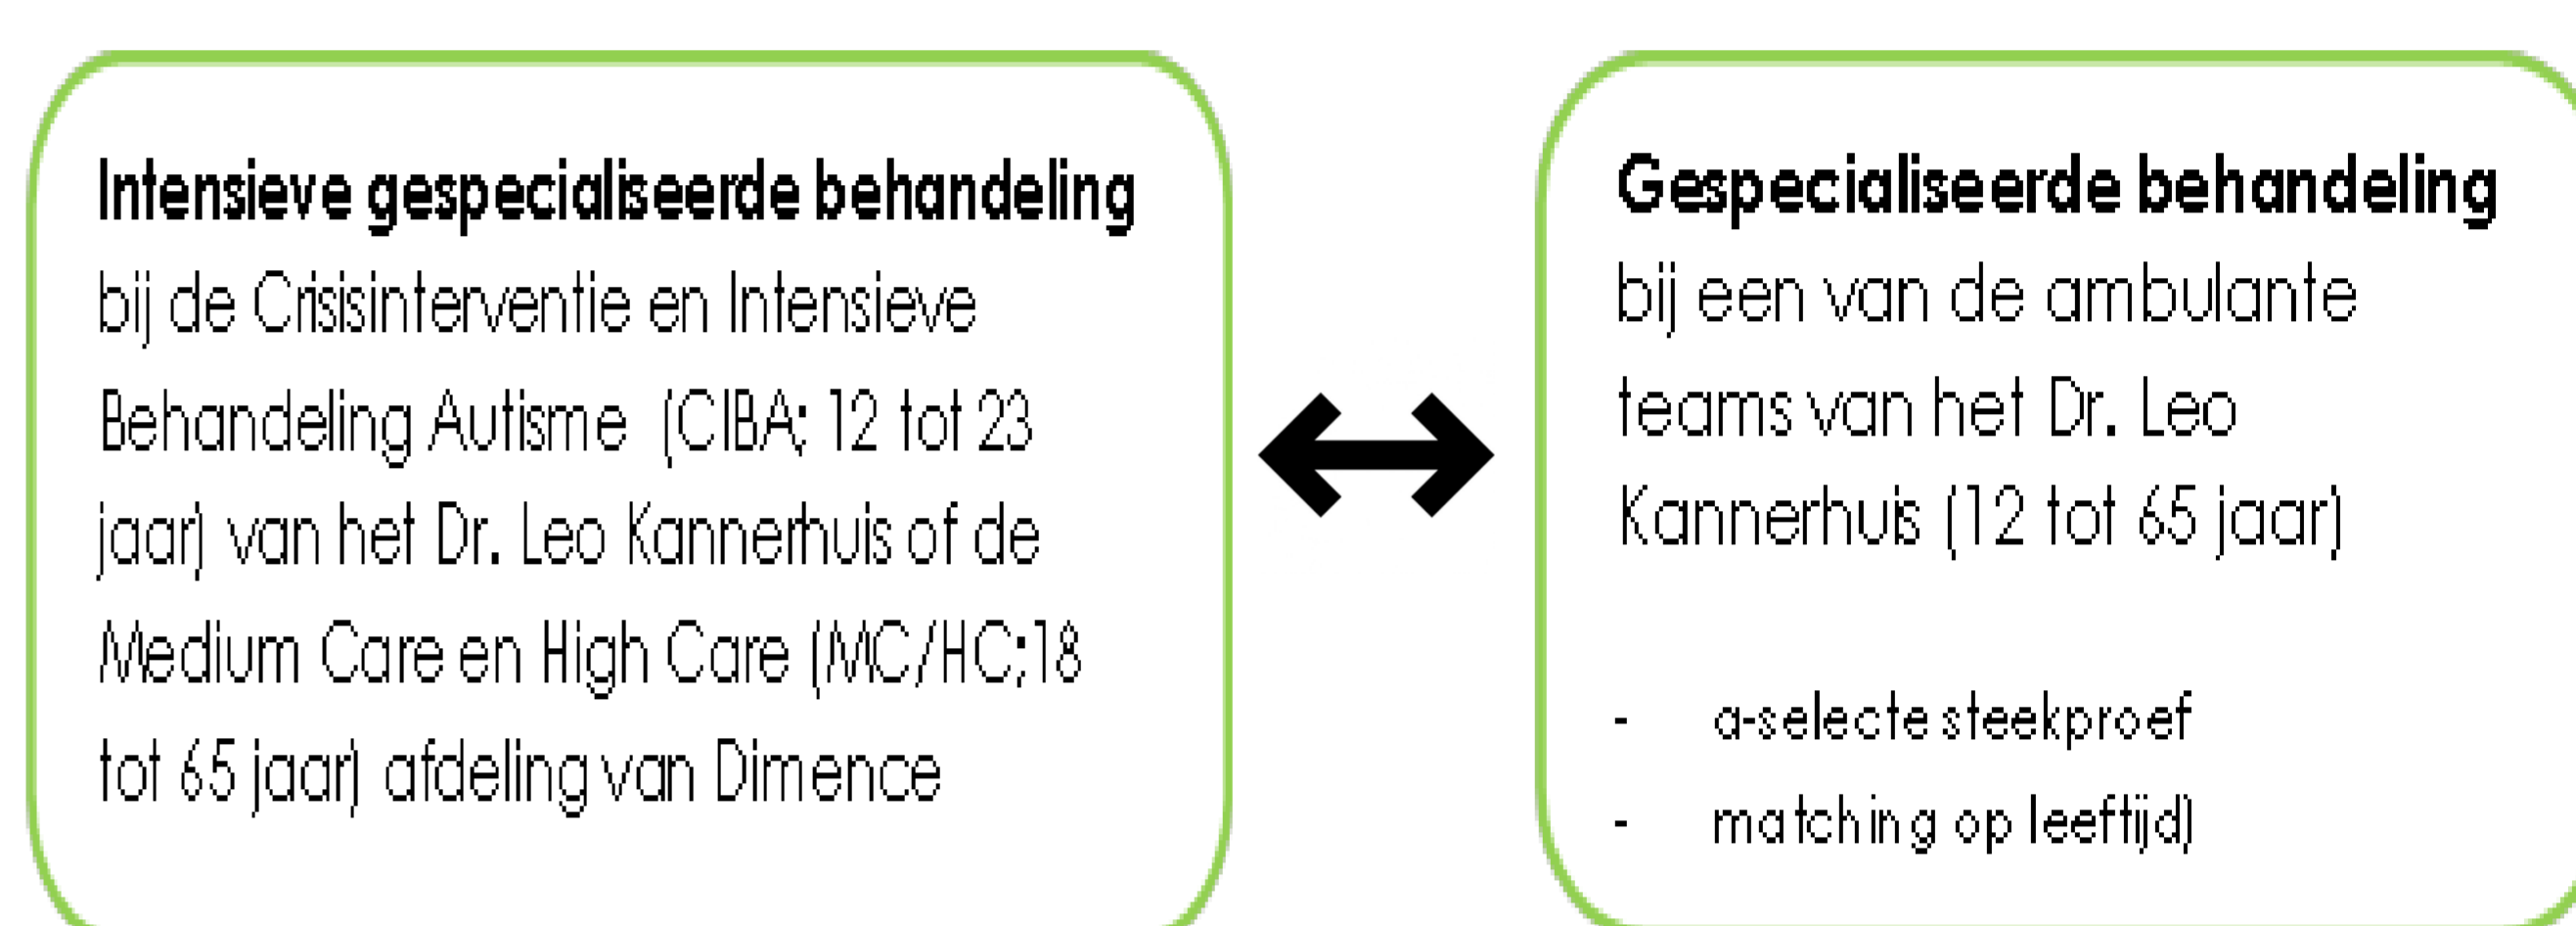 Intensieve gespecialiseerde behandeling
bij de Crisisinterventie en Intensieve
Behandeling Autisme (CIBA; 12 tot 23
jaar) van het Dr. Leo Kannerhuis of de
Medium Care en High Care (MC/HC;18
tot 65 jaar) afdeling van Dimence
Gespecialiseerde behandeling
bij een van de ambulante
teams van het Dr. Leo
Kannerhuis (12 tot 65 jaar)
- a-selecte steekproef
- matching op leeftijd)